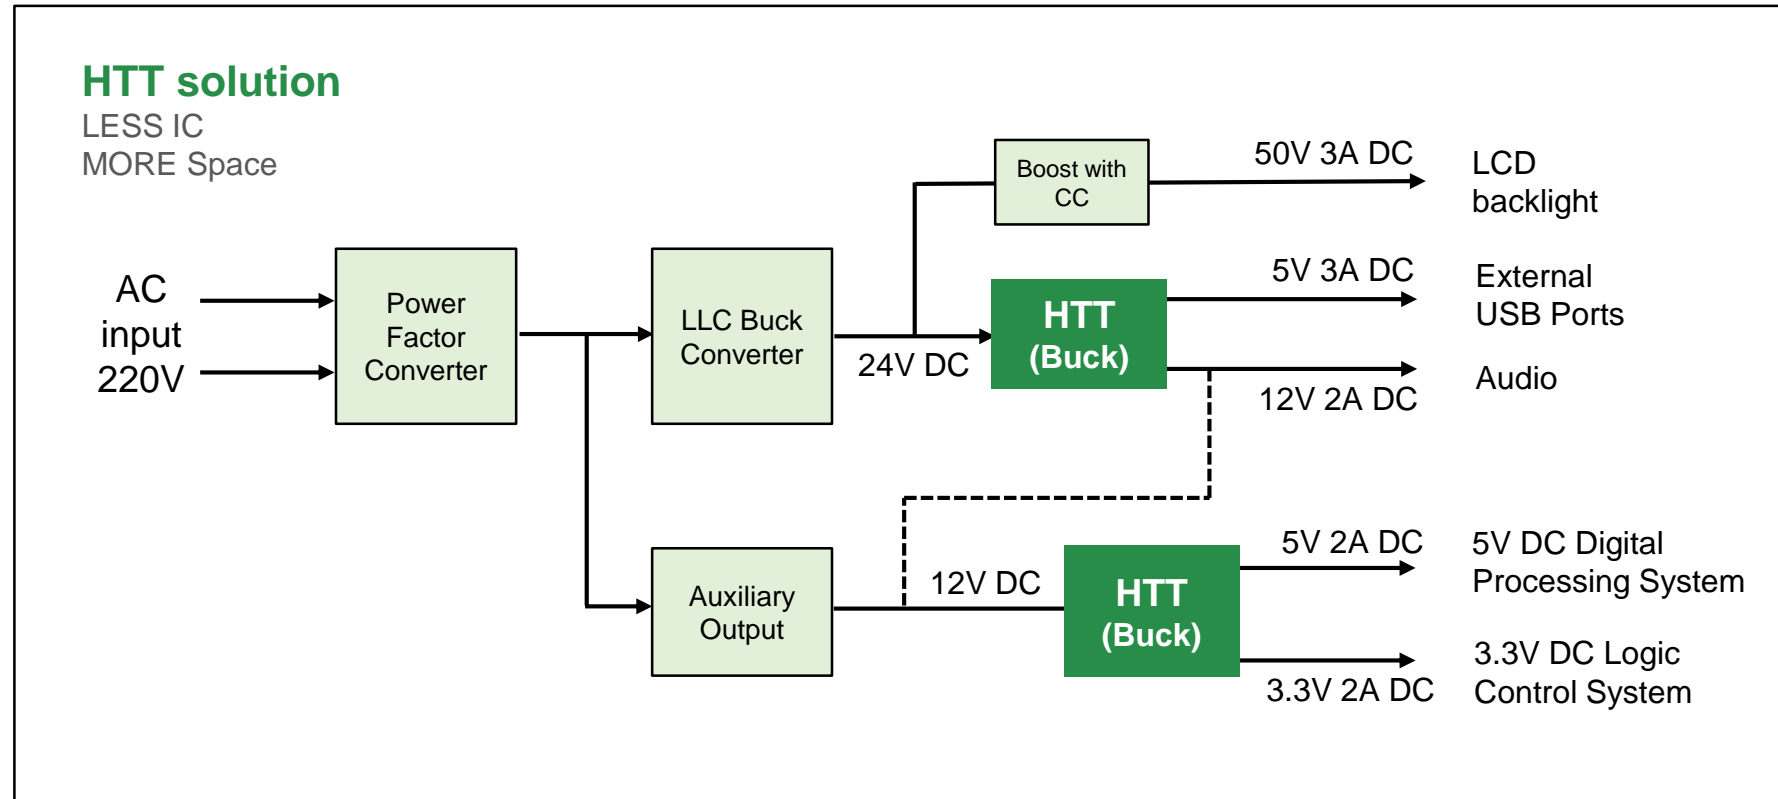 HTT solution
LESS IC
MORE Space
AC
input
220V
Power
Factor
Converter
LLC Buck
Converter
24V DC
Boost with
CC
50V 3A DC
LCD
backlight
HTT
(Buck)
5V 3A DC
External
USB Ports
12V 2A DC
Audio
Auxiliary
Output
12V DC
HTT
(Buck)
5V 2A DC
5V DC Digital
Processing System
3.3V 2A DC
3.3V DC Logic
Control System